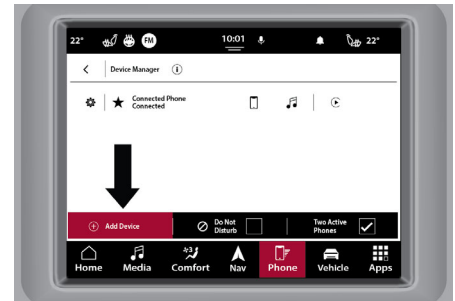 22° FM 10:01 22°
Device Manager i
Connected Phone
Connected
Add Device
Do Not
Disturb
Two Active
Phones
Home Media Comfort Nav Phone Vehicle Apps